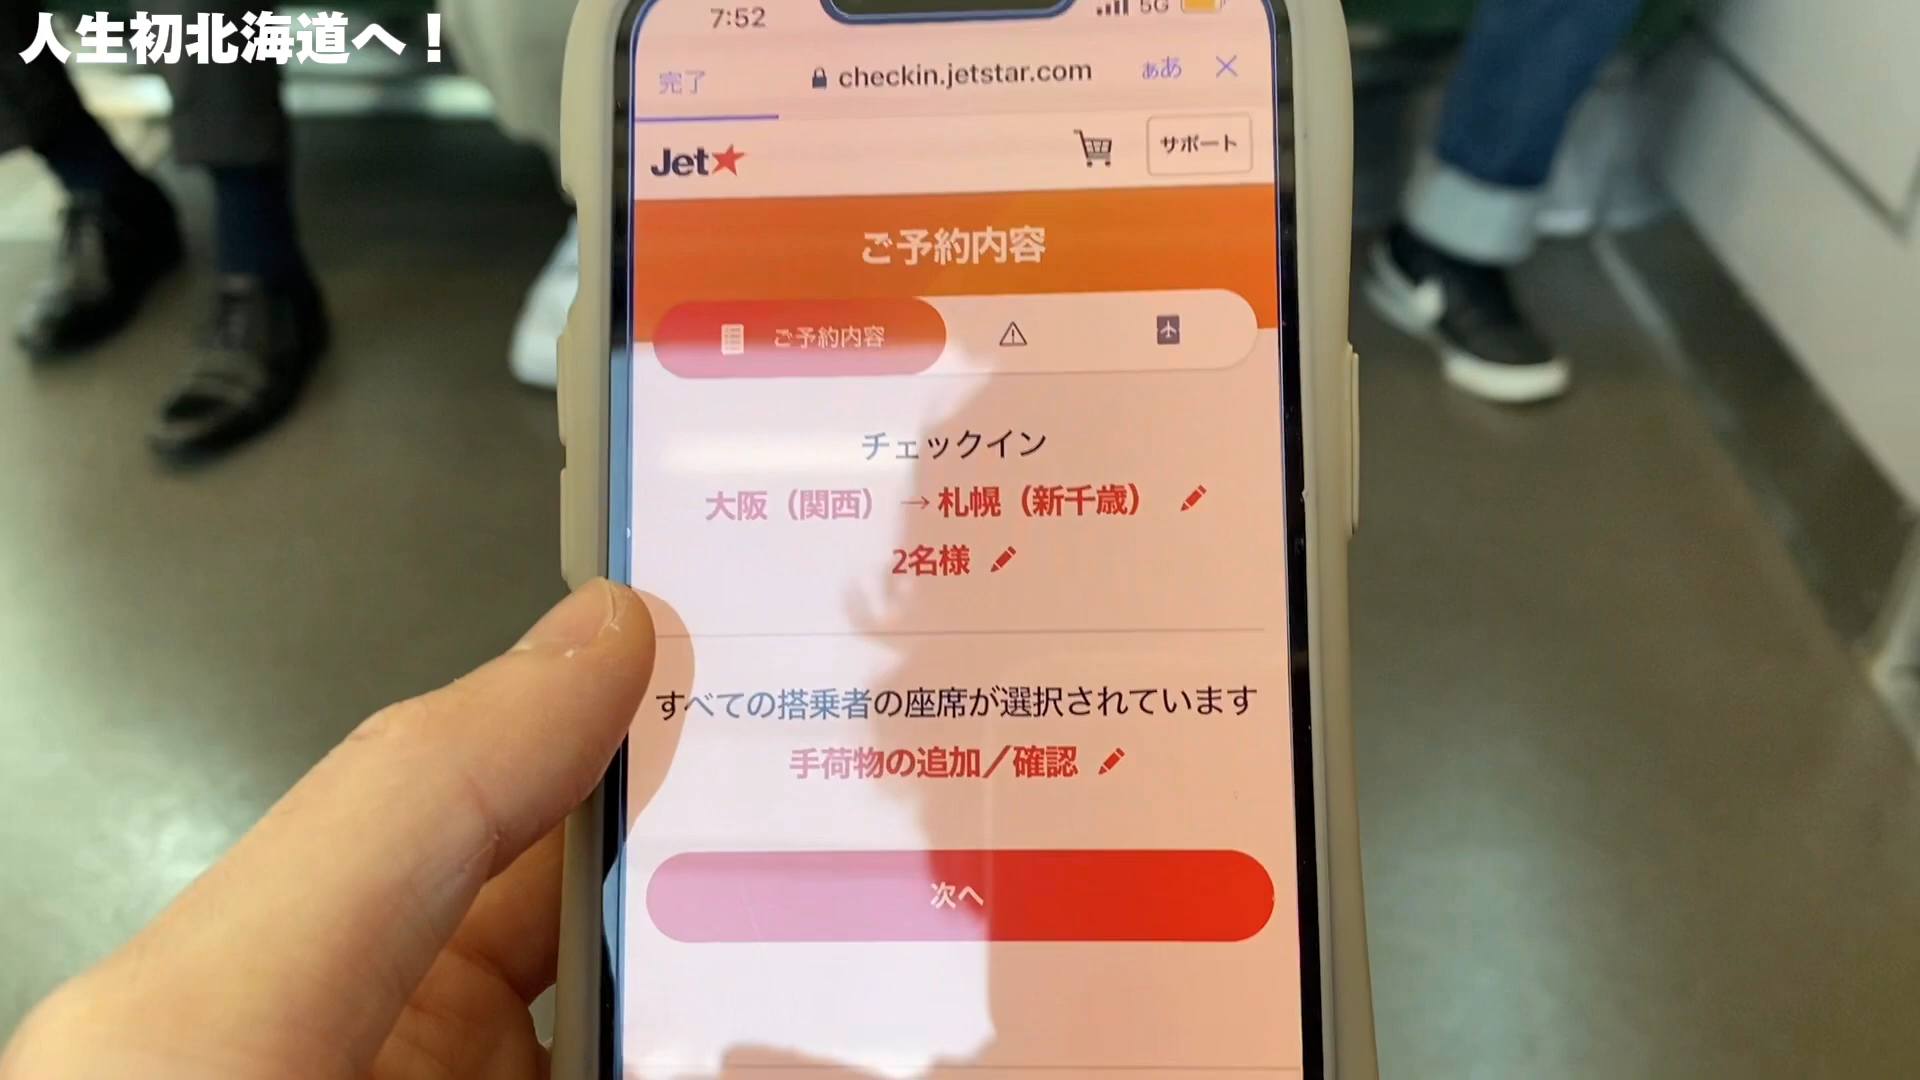 人生初北海道へ！
7:52
5G
完了
checkin.jetstar.com
ぁあ
Jet
サポート
ご予約内容
ご予約内容
チェックイン
大阪（関西）→札幌（新千歳）
2名様
すべての搭乗者の座席が選択されています
手荷物の追加／確認
次へ